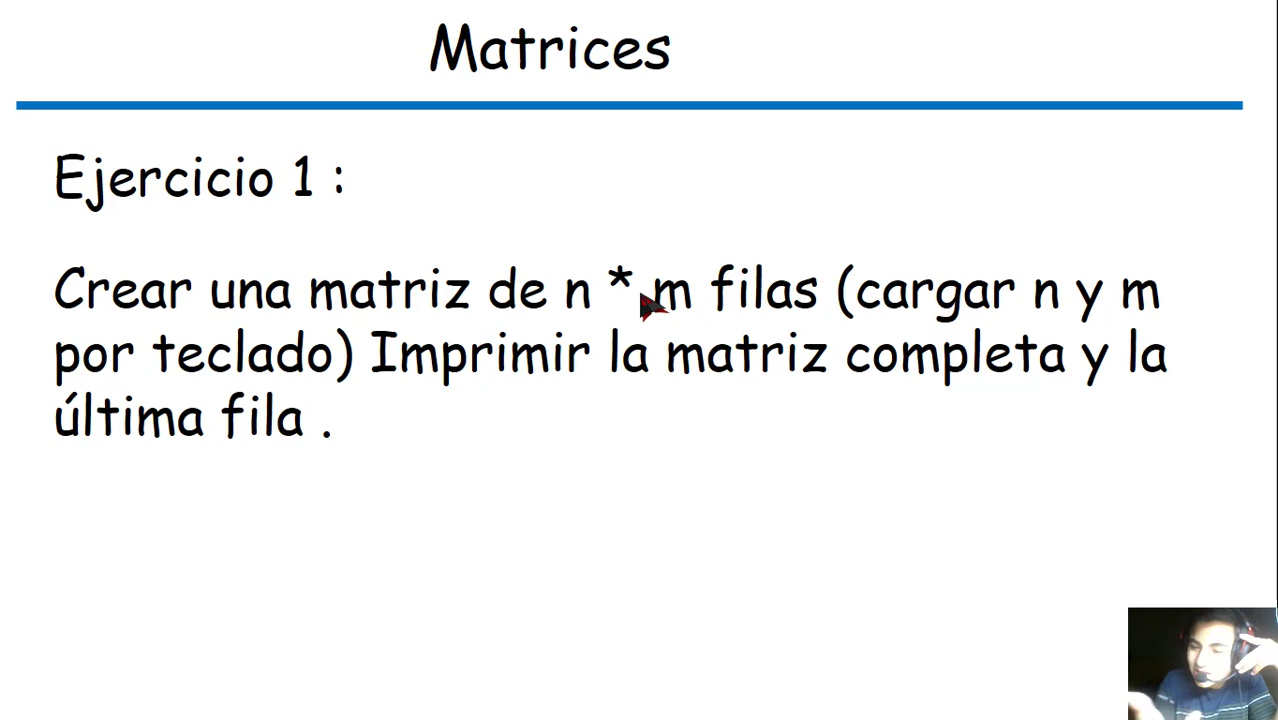 Matrices
Ejercicio 1 :
Crear una matriz de n * m filas (cargar n y m
por teclado) Imprimir la matriz completa y la
última fila .